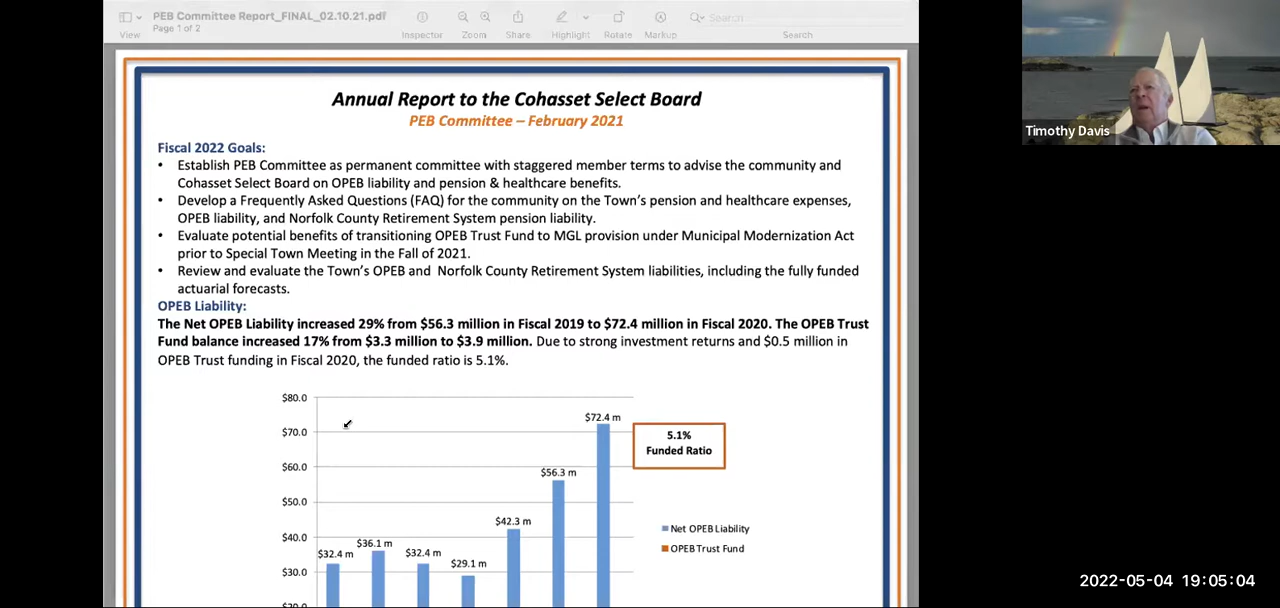 PEB Committee Report_FINAL_02.10.21.pdf
Page 1 of 2
View
Inspector
Zoom
Share
Highlight
Rotate
Markup
Search
Search
Annual Report to the Cohasset Select Board
PEB Committee – February 2021
Fiscal 2022 Goals:
• Establish PEB Committee as permanent committee with staggered member terms to advise the community and
Cohasset Select Board on OPEB liability and pension & healthcare benefits.
• Develop a Frequently Asked Questions (FAQ) for the community on the Town's pension and healthcare expenses,
OPEB liability, and Norfolk County Retirement System pension liability.
• Evaluate potential benefits of transitioning OPEB Trust Fund to MGL provision under Municipal Modernization Act
prior to Special Town Meeting in the Fall of 2021.
• Review and evaluate the Town's OPEB and Norfolk County Retirement System liabilities, including the fully funded
actuarial forecasts.
OPEB Liability:
The Net OPEB Liability increased 29% from $56.3 million in Fiscal 2019 to $72.4 million in Fiscal 2020. The OPEB Trust
Fund balance increased 17% from $3.3 million to $3.9 million. Due to strong investment returns and $0.5 million in
OPEB Trust funding in Fiscal 2020, the funded ratio is 5.1%.
$80.0
$70.0
$60.0
$50.0
$40.0
$30.0
$20.0
$32.4 m
$36.1 m
$32.4 m
$29.1 m
$42.3 m
$56.3 m
$72.4 m
5.1%
Funded Ratio
Net OPEB Liability
OPEB Trust Fund
Timothy Davis
2022-05-04 19:05:04